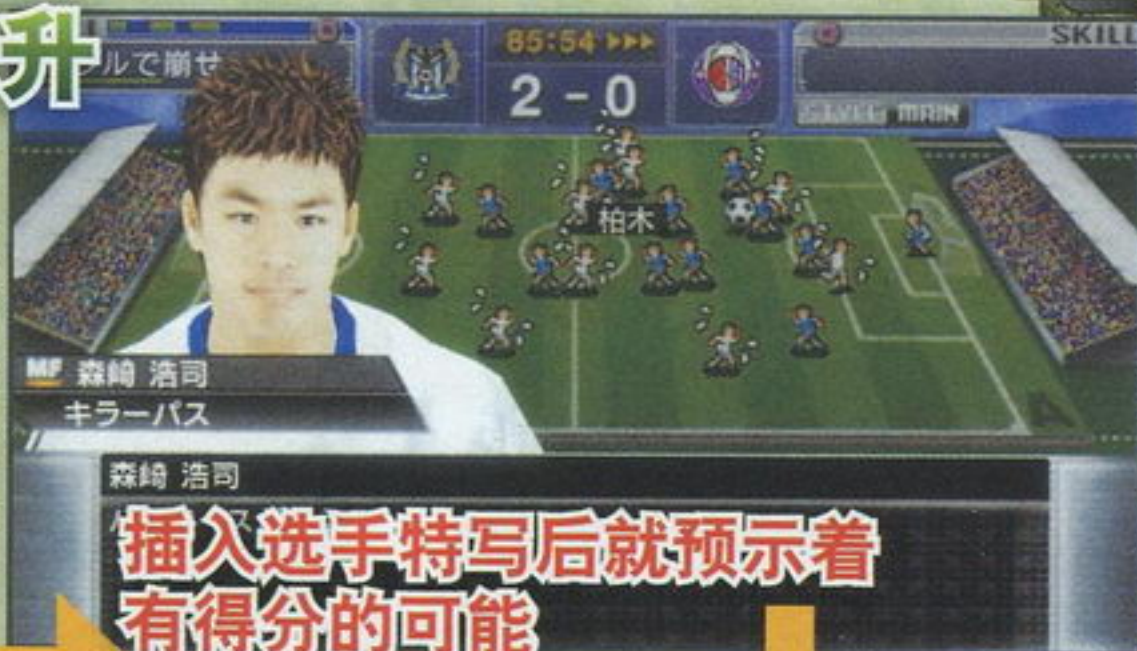 升
ルで崩せ
85:54
SKILL
2-0
MAIN
柏木
MF 森崎 浩司
キラーパス
森崎 浩司
パス
插入选手特写后就预示着
有得分的可能